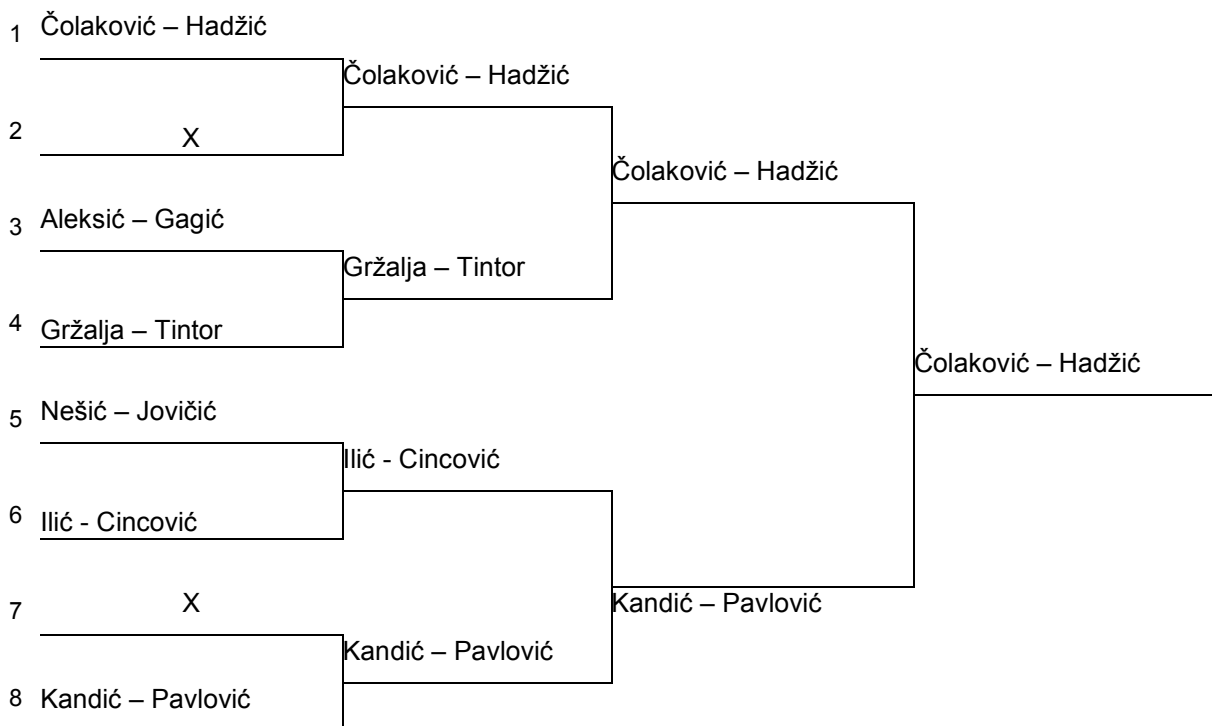 1 Čolaković – Hadžić
Čolaković – Hadžić
2 X
Čolaković – Hadžić
3 Aleksić – Gagić
Gržalja – Tintor
4 Gržalja – Tintor
Čolaković – Hadžić
5 Nešić – Jovičić
Ilić - Cincović
6 Ilić - Cincović
7 X
Kandić – Pavlović
Kandić – Pavlović
8 Kandić – Pavlović